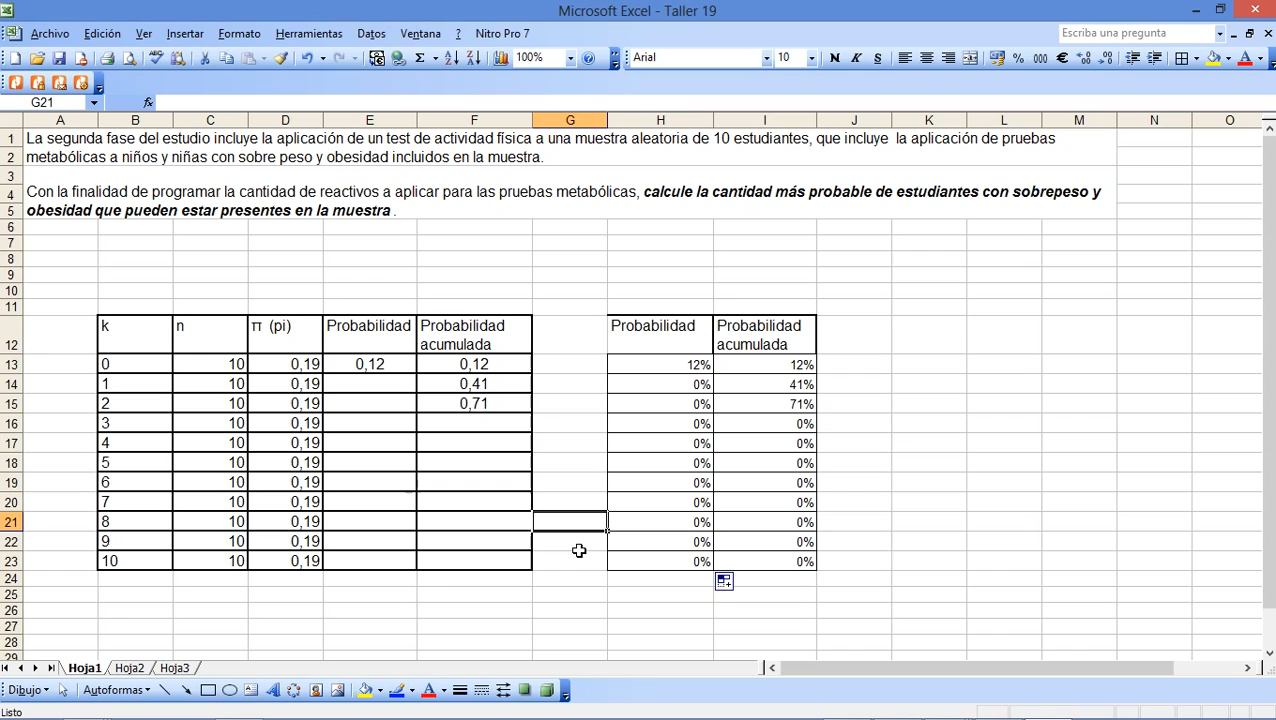 Microsoft Excel - Taller 19
Archivo Edición Ver Insertar Formato Herramientas Datos Ventana ? Nitro Pro 7 Escriba una pregunta
100% Arial 10 N K S % 000 € A
G21 fx
A B C D E F G H I J K L M N O
1 La segunda fase del estudio incluye la aplicación de un test de actividad física a una muestra aleatoria de 10 estudiantes, que incluye la aplicación de pruebas
2 metabólicas a niños y niñas con sobre peso y obesidad incluidos en la muestra.
3
4 Con la finalidad de programar la cantidad de reactivos a aplicar para las pruebas metabólicas, calcule la cantidad más probable de estudiantes con sobrepeso y
5 obesidad que pueden estar presentes en la muestra .
6
7
8
9
10
11
12 k n π (pi) Probabilidad Probabilidad acumulada Probabilidad Probabilidad acumulada
13 0 10 0,19 0,12 0,12 12% 12%
14 1 10 0,19 0,41 0% 41%
15 2 10 0,19 0,71 0% 71%
16 3 10 0,19 0% 0%
17 4 10 0,19 0% 0%
18 5 10 0,19 0% 0%
19 6 10 0,19 0% 0%
20 7 10 0,19 0% 0%
21 8 10 0,19 0% 0%
22 9 10 0,19 0% 0%
23 10 10 0,19 0% 0%
24
25
26
27
28
29
Hoja1 Hoja2 Hoja3
Dibujo Autoformas A A
Listo